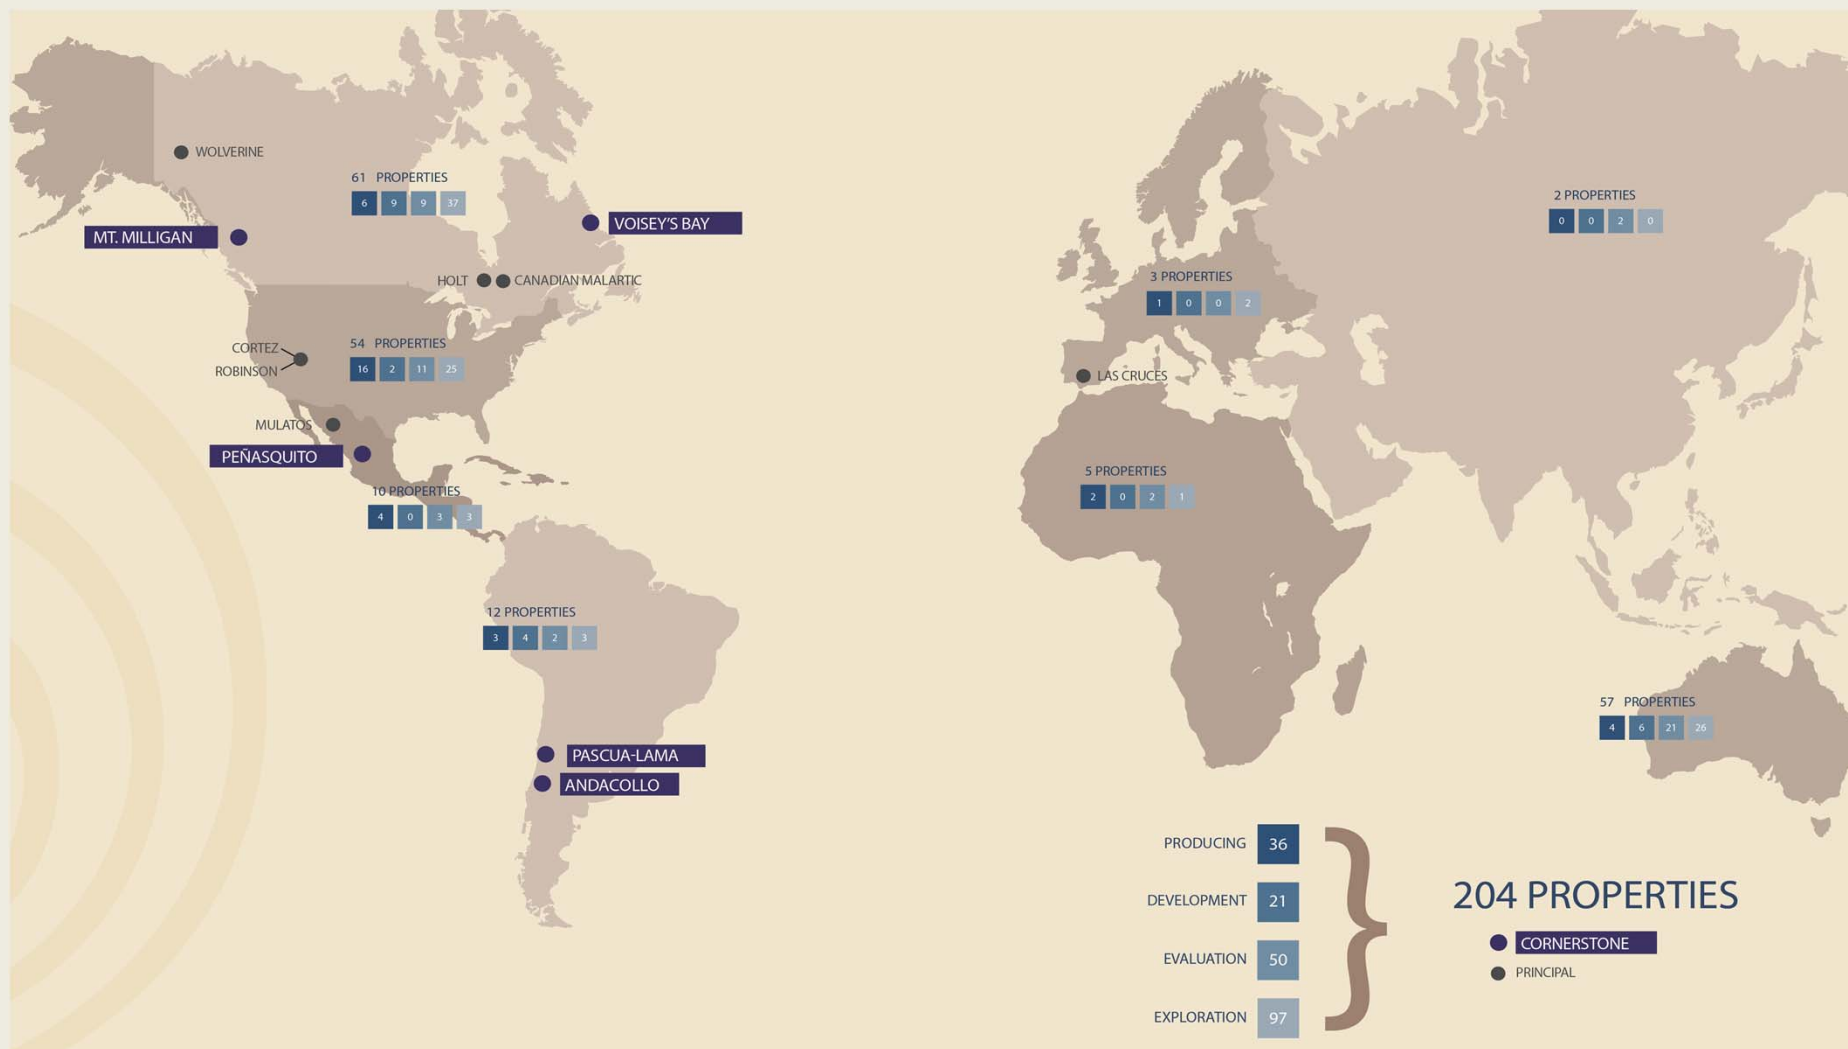 WOLVERINE
61 PROPERTIES
6 9 9 37
MT. MILLIGAN
VOISEY'S BAY
HOLT
CANADIAN MALARTIC
54 PROPERTIES
16 2 11 25
CORTEZ
ROBINSON
MULATOS
PEÑASQUITO
10 PROPERTIES
4 0 3 3
12 PROPERTIES
3 4 2 3
PASCUA-LAMA
ANDACOLLO
2 PROPERTIES
0 0 2 0
3 PROPERTIES
1 0 0 2
LAS CRUCES
5 PROPERTIES
2 0 2 1
57 PROPERTIES
4 6 21 26
PRODUCING 36
DEVELOPMENT 21
EVALUATION 50
EXPLORATION 97
204 PROPERTIES
CORNERSTONE
PRINCIPAL